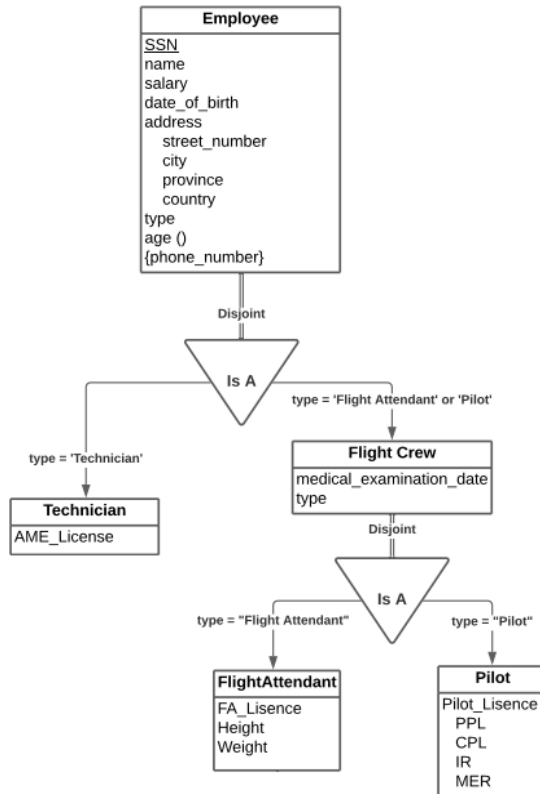 Employee
SSN
name
salary
date_of_birth
address
street_number
city
province
country
type
age ()
{phone_number}
Disjoint
Is A
type = 'Flight Attendant' or 'Pilot'
type = 'Technician'
Flight Crew
medical_examination_date
type
Technician
AME_License
Disjoint
Is A
type = "Flight Attendant"
type = "Pilot"
FlightAttendant
FA_Lisence
Height
Weight
Pilot
Pilot_Lisence
PPL
CPL
IR
MER